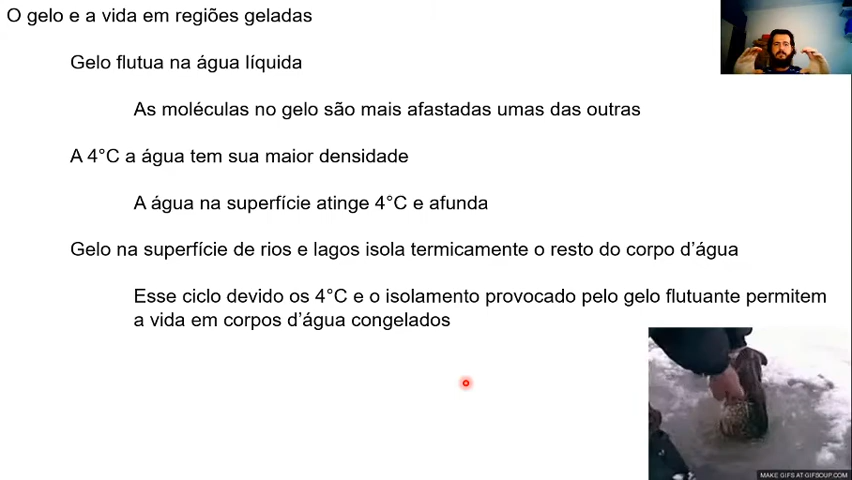 O gelo e a vida em regiões geladas
Gelo flutua na água líquida
As moléculas no gelo são mais afastadas umas das outras
A 4°C a água tem sua maior densidade
A água na superfície atinge 4°C e afunda
Gelo na superfície de rios e lagos isola termicamente o resto do corpo d’água
Esse ciclo devido os 4°C e o isolamento provocado pelo gelo flutuante permitem
a vida em corpos d’água congelados
MAKE GIFS AT GIFSOUP.COM